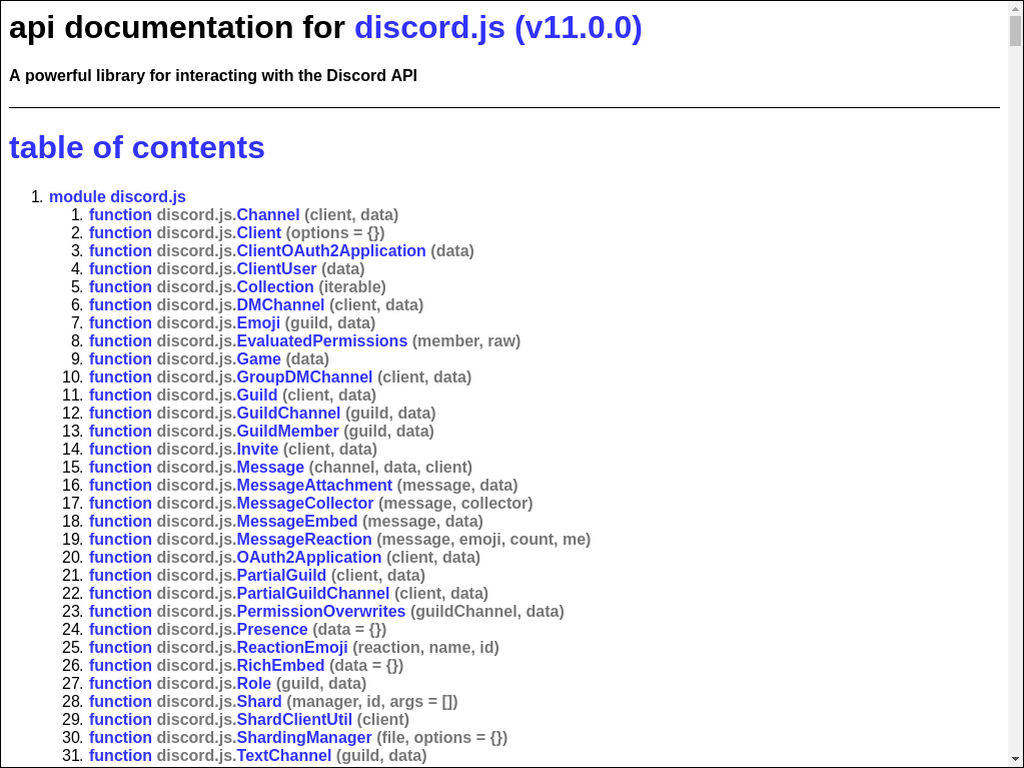 api documentation for discord.js (v11.0.0)
A powerful library for interacting with the Discord API
table of contents
1. module discord.js
1. function discord.js.Channel (client, data)
2. function discord.js.Client (options = {})
3. function discord.js.ClientOAuth2Application (data)
4. function discord.js.ClientUser (data)
5. function discord.js.Collection (iterable)
6. function discord.js.DMChannel (client, data)
7. function discord.js.Emoji (guild, data)
8. function discord.js.EvaluatedPermissions (member, raw)
9. function discord.js.Game (data)
10. function discord.js.GroupDMChannel (client, data)
11. function discord.js.Guild (client, data)
12. function discord.js.GuildChannel (guild, data)
13. function discord.js.GuildMember (guild, data)
14. function discord.js.Invite (client, data)
15. function discord.js.Message (channel, data, client)
16. function discord.js.MessageAttachment (message, data)
17. function discord.js.MessageCollector (message, collector)
18. function discord.js.MessageEmbed (message, data)
19. function discord.js.MessageReaction (message, emoji, count, me)
20. function discord.js.OAuth2Application (client, data)
21. function discord.js.PartialGuild (client, data)
22. function discord.js.PartialGuildChannel (client, data)
23. function discord.js.PermissionOverwrites (guildChannel, data)
24. function discord.js.Presence (data = {})
25. function discord.js.ReactionEmoji (reaction, name, id)
26. function discord.js.RichEmbed (data = {})
27. function discord.js.Role (guild, data)
28. function discord.js.Shard (manager, id, args = [])
29. function discord.js.ShardClientUtil (client)
30. function discord.js.ShardingManager (file, options = {})
31. function discord.js.TextChannel (guild, data)